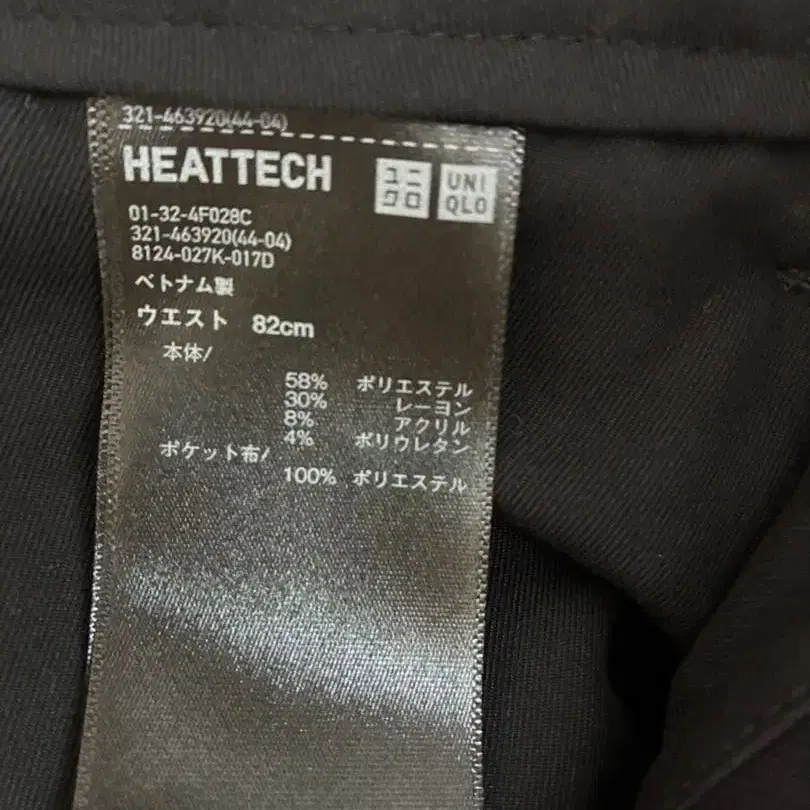 321-463920(44-04)
HEATTECH
ユニクロ
UNIQLO
01-32-4F028C
321-463920(44-04)
8124-027K-017D
ベトナム製
ウエスト 82cm
本体/
58% ポリエステル
30% レーヨン
8% アクリル
4% ポリウレタン
ポケット布/
100% ポリエステル